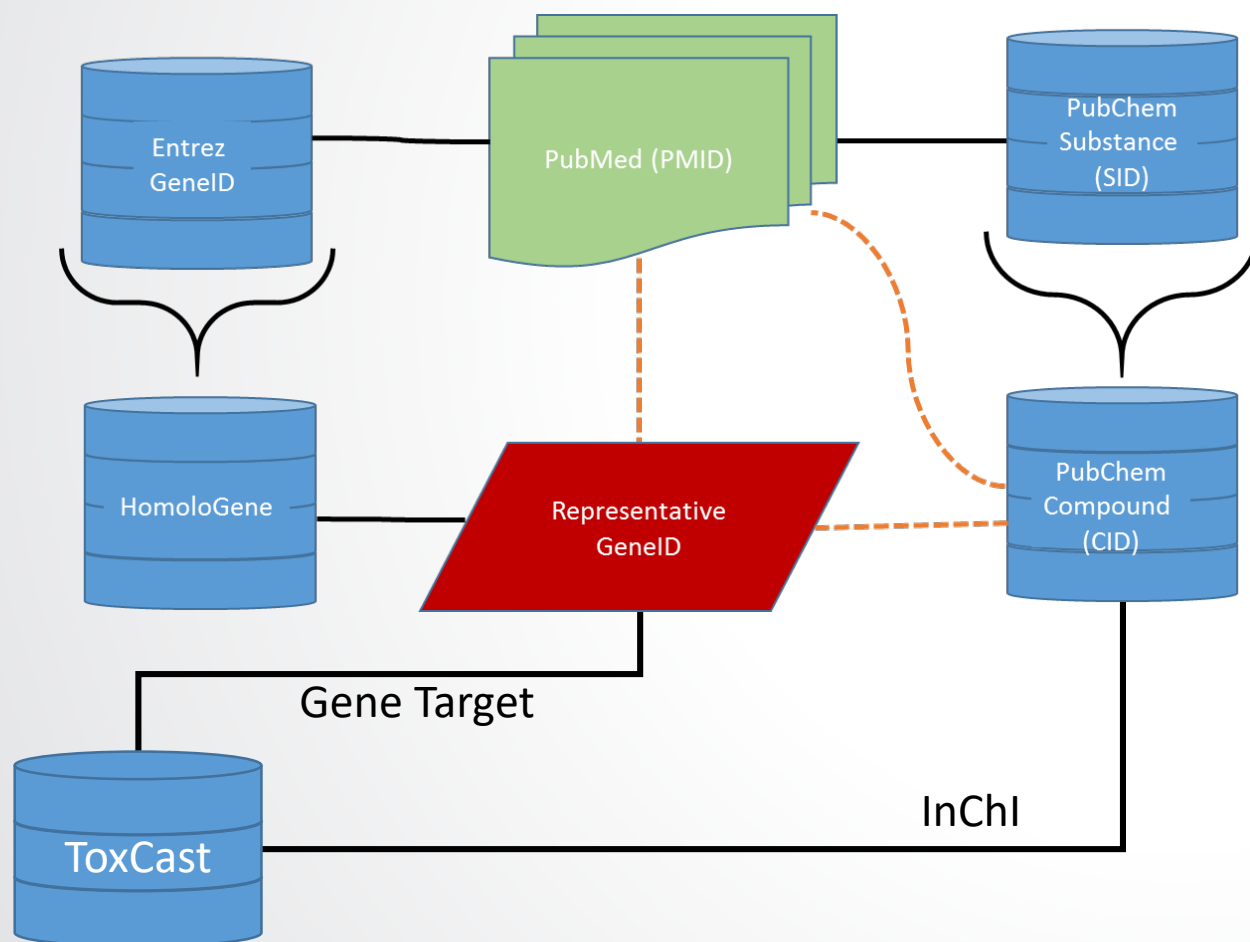 Entrez
GeneID
PubMed (PMID)
PubChem
Substance
(SID)
HomoloGene
Representative
GeneID
PubChem
Compound
(CID)
Gene Target
InChI
ToxCast